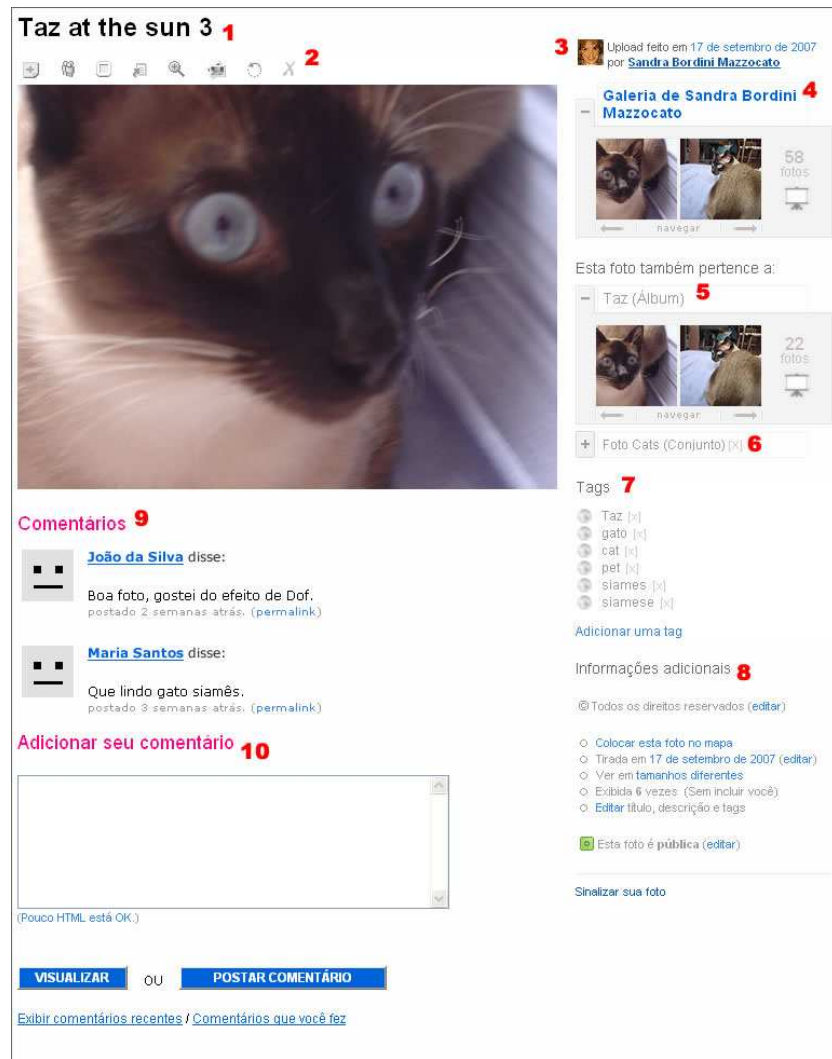 Taz at the sun 3 1
2
Comentários 9
João da Silva disse:
Boa foto, gostei do efeito de Dof.
postado 2 semanas atrás. (permalink)
Maria Santos disse:
Que lindo gato siamês.
postado 3 semanas atrás. (permalink)
Adicionar seu comentário 10
(Pouco HTML está OK.)
VISUALIZAR OU POSTAR COMENTÁRIO
Exibir comentários recentes / Comentários que você fez
3 Upload feito em 17 de setembro de 2007
por Sandra Bordini Mazzocato
Galeria de Sandra Bordini 4
Mazzocato
58
fotos
navegar
Esta foto também pertence a:
Taz (Álbum) 5
22
fotos
navegar
Foto Cats (Conjunto) [x] 6
Tags 7
Taz [x]
gato [x]
cat [x]
pet [x]
siames [x]
siamese [x]
Adicionar uma tag
Informações adicionais 8
© Todos os direitos reservados (editar)
Colocar esta foto no mapa
Tirada em 17 de setembro de 2007 (editar)
Ver em tamanhos diferentes
Exibida 6 vezes (Sem incluir você)
Editar título, descrição e tags
Esta foto é pública (editar)
Sinalizar sua foto